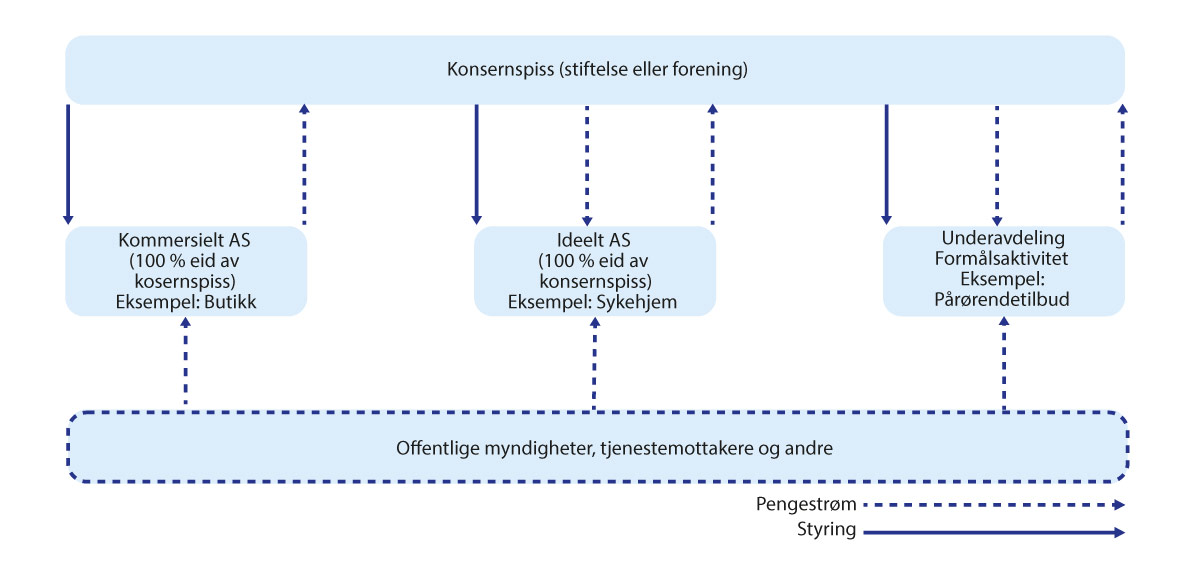 Konsernspiss (stiftelse eller forening)
Kommersielt AS
(100 % eid av
kosernspiss)
Eksempel: Butikk
Ideelt AS
(100 % eid av
konsernspiss)
Eksempel: Sykehjem
Underavdeling
Formålsaktivitet
Eksempel:
Pårørendetilbud
Offentlige myndigheter, tjenestemottakere og andre
Pengestrøm
Styring